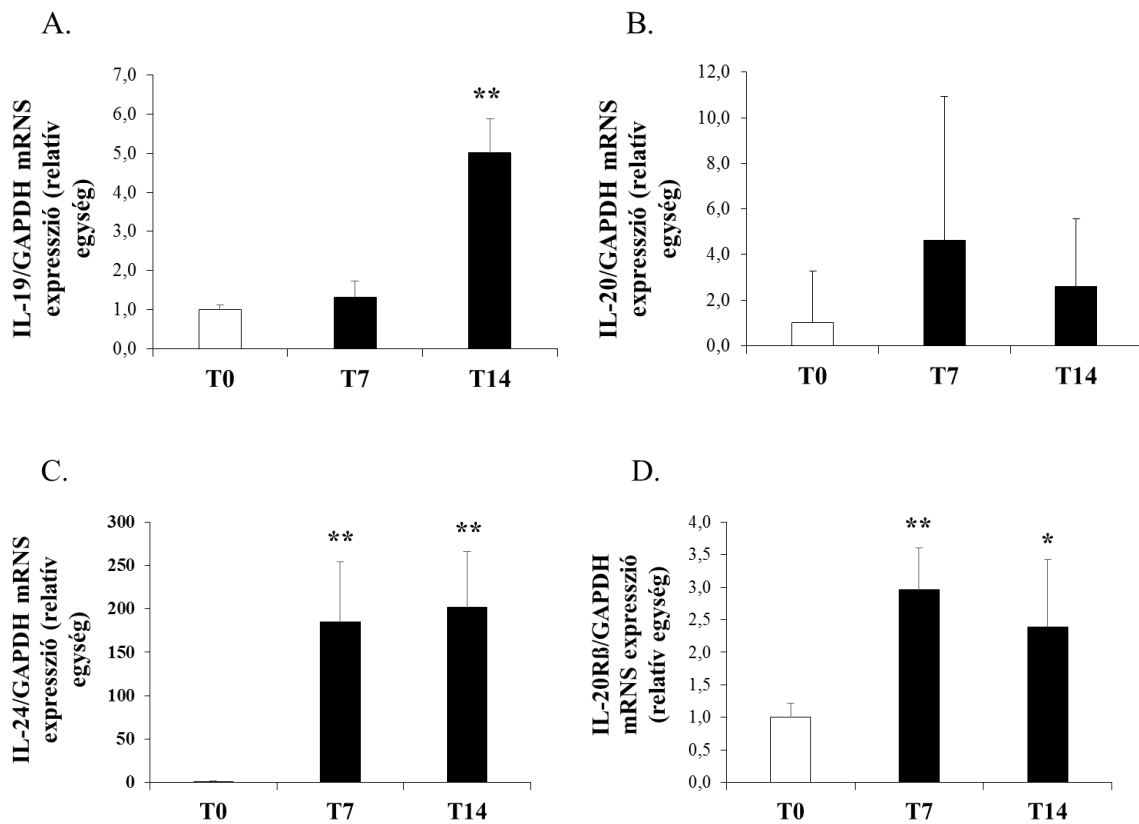 A.
IL-19/GAPDH mRNS
expresszió (relatív
egység)
7,0
6,0
5,0
4,0
3,0
2,0
1,0
0,0
**
T0 T7 T14
B.
IL-20/GAPDH mRNS
expresszió (relatív
egység)
12,0
10,0
8,0
6,0
4,0
2,0
0,0
T0 T7 T14
C.
IL-24/GAPDH mRNS
expresszió (relatív
egység)
300
250
200
150
100
50
0
** **
T0 T7 T14
D.
IL-20Rß/GAPDH
mRNS expresszió
(relatív egység)
4,0
3,5
3,0
2,5
2,0
1,5
1,0
0,5
0,0
** *
T0 T7 T14